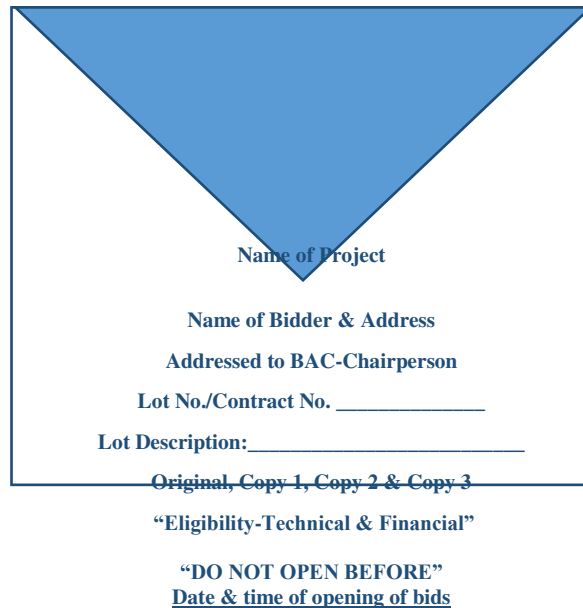 Name of Project
Name of Bidder & Address
Addressed to BAC-Chairperson
Lot No./Contract No. ______________
Lot Description:__________________________
Original, Copy 1, Copy 2 & Copy 3
“Eligibility-Technical & Financial”
“DO NOT OPEN BEFORE”
Date & time of opening of bids